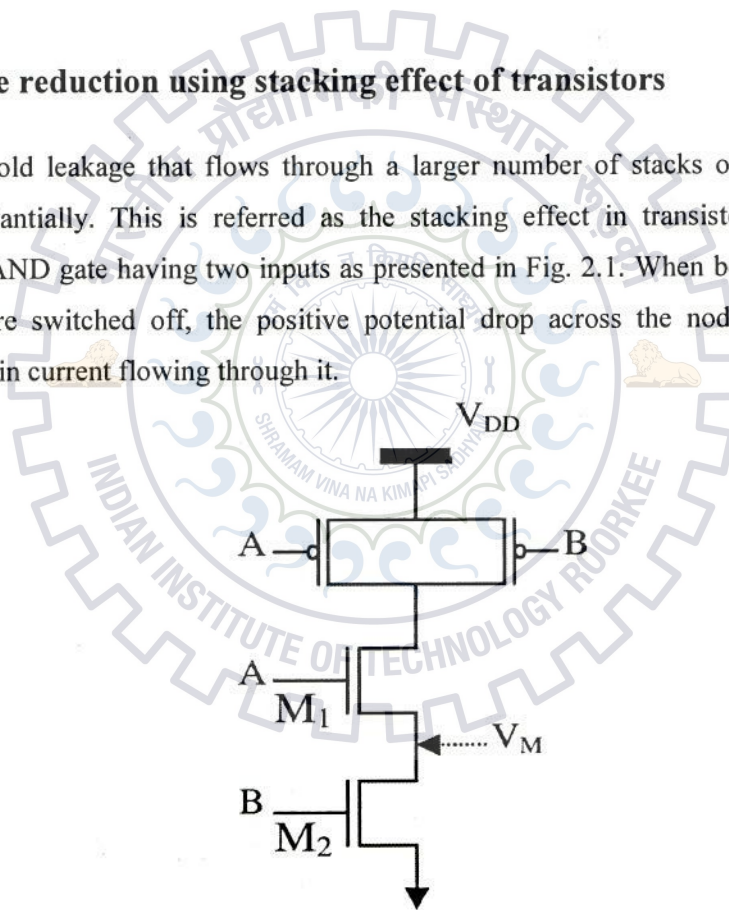 e reduction using stacking effect of transistors
old leakage that flows through a larger number of stacks o
antially. This is referred as the stacking effect in transist
AND gate having two inputs as presented in Fig. 2.1. When b
re switched off, the positive potential drop across the nod
in current flowing through it.
V_DD
A
B
A
M₁
V_M
B
M₂
SHRAMAM VINA NA KIMAPI SADHYAM
INDIAN INSTITUTE OF TECHNOLOGY ROORKEE